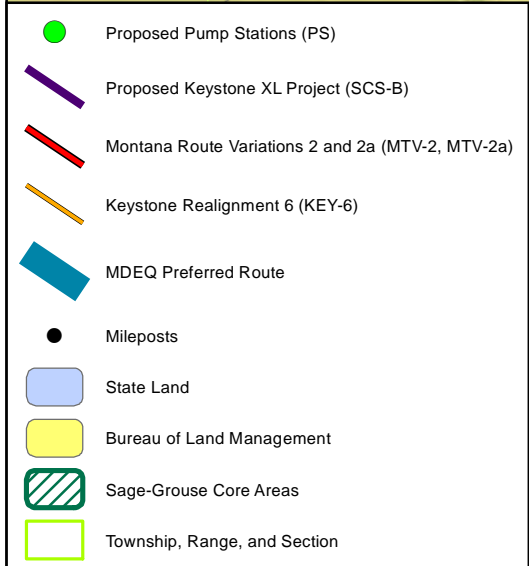 Proposed Pump Stations (PS)
Proposed Keystone XL Project (SCS-B)
Montana Route Variations 2 and 2a (MTV-2, MTV-2a)
Keystone Realignment 6 (KEY-6)
MDEQ Preferred Route
Mileposts
State Land
Bureau of Land Management
Sage-Grouse Core Areas
Township, Range, and Section